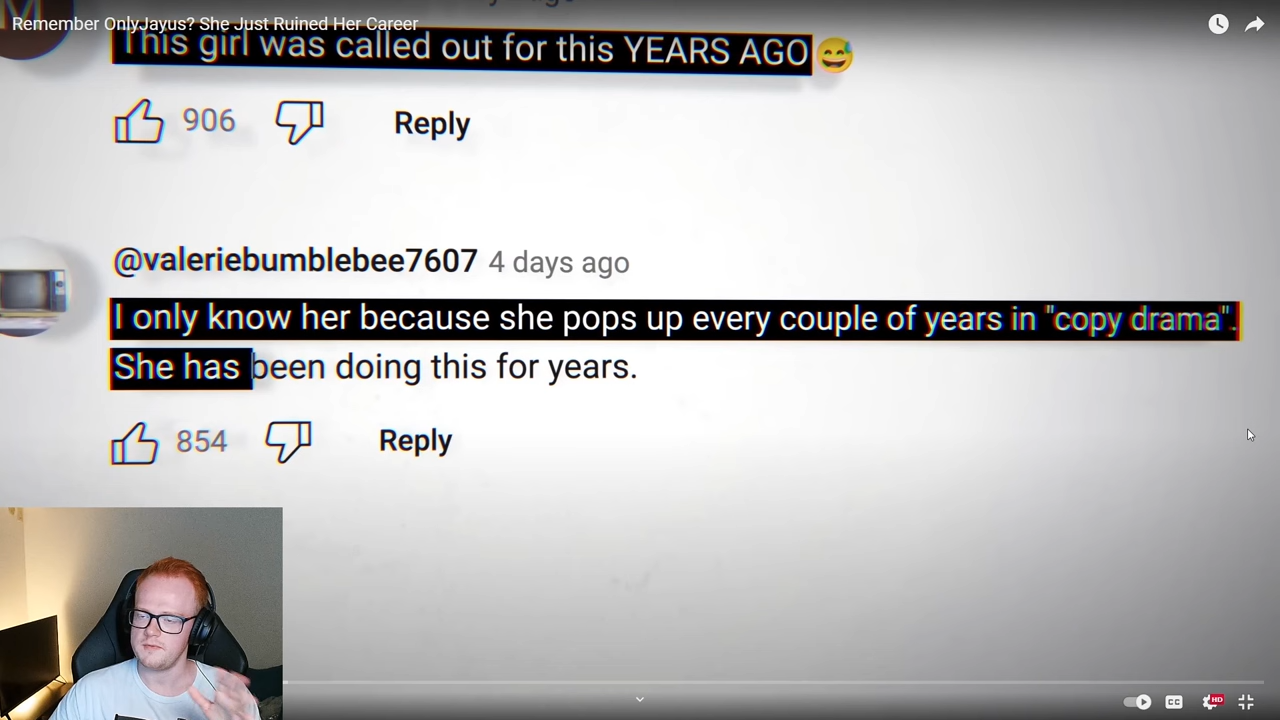 Remember OnlyJayus? She Just Ruined Her Career
This girl was called out for this YEARS AGO
906
Reply
@valeriebumblebee7607 4 days ago
I only know her because she pops up every couple of years in "copy drama".
She has been doing this for years.
854
Reply
CC
HD